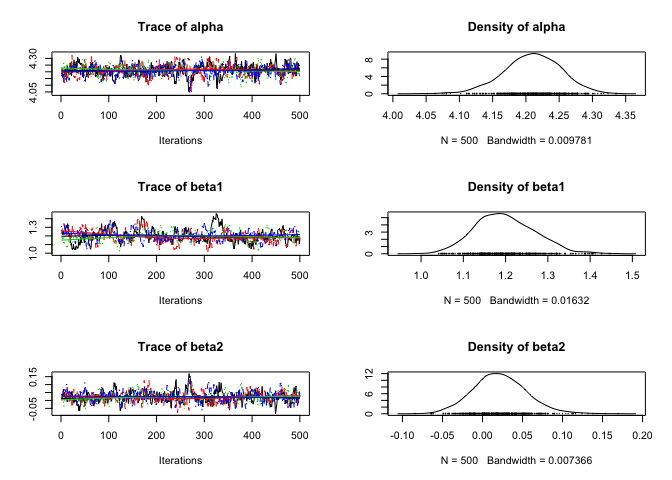 Trace of alpha
4.05 4.30
0 100 200 300 400 500
Iterations
Density of alpha
0 4 8
4.00 4.05 4.10 4.15 4.20 4.25 4.30 4.35
N = 500 Bandwidth = 0.009781
Trace of beta1
1.0 1.3
0 100 200 300 400 500
Iterations
Density of beta1
0 3
1.0 1.1 1.2 1.3 1.4 1.5
N = 500 Bandwidth = 0.01632
Trace of beta2
-0.05 0.15
0 100 200 300 400 500
Iterations
Density of beta2
0 6 12
-0.10 0.00 0.05 0.10 0.15 0.20
N = 500 Bandwidth = 0.007366